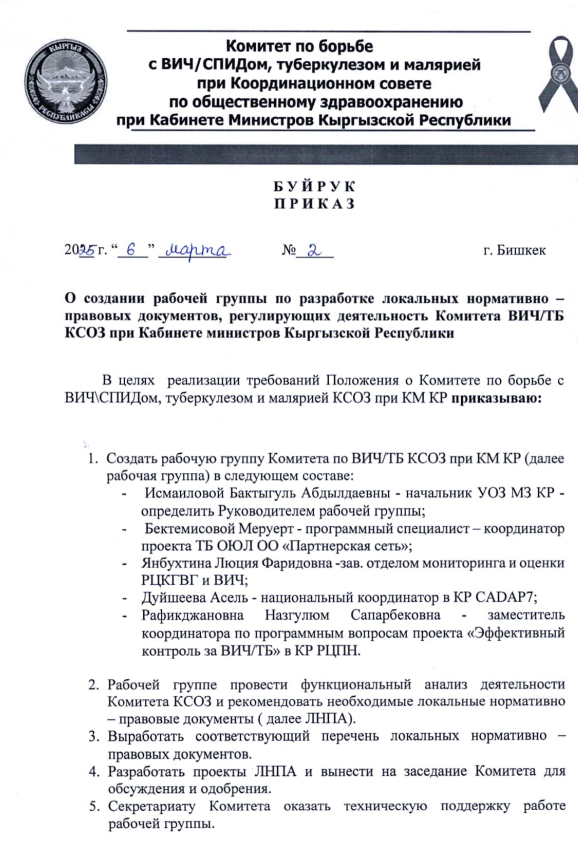 Комитет по борьбе
с ВИЧ/СПИДом, туберкулезом и малярией
при Координационном совете
по общественному здравоохранению
при Кабинете Министров Кыргызской Республики
БУЙРУК
ПРИКАЗ
2025 г. “ 6 ” марта № 2 г. Бишкек
О создании рабочей группы по разработке локальных нормативно –
правовых документов, регулирующих деятельность Комитета ВИЧ/ТБ
КСОЗ при Кабинете министров Кыргызской Республики
В целях реализации требований Положения о Комитете по борьбе с
ВИЧ\СПИДом, туберкулезом и малярией КСОЗ при КМ КР приказываю:
1. Создать рабочую группу Комитета по ВИЧ/ТБ КСОЗ при КМ КР (далее
рабочая группа) в следующем составе:
- Исмаиловой Бактыгуль Абдылдаевны - начальник УОЗ МЗ КР -
определить Руководителем рабочей группы;
- Бектемисовой Меруерт - программный специалист – координатор
проекта ТБ ОЮЛ ОО «Партнерская сеть»;
- Янбухтина Люция Фаридовна -зав. отделом мониторинга и оценки
РЦКГВГ и ВИЧ;
- Дуйшеева Асель - национальный координатор в КР CADAP7;
- Рафикджановна Назгулюм Сапарбековна - заместитель
координатора по программным вопросам проекта «Эффективный
контроль за ВИЧ/ТБ» в КР РЦПН.
2. Рабочей группе провести функциональный анализ деятельности
Комитета КСОЗ и рекомендовать необходимые локальные нормативно
– правовые документы ( далее ЛНПА).
3. Выработать соответствующий перечень локальных нормативно –
правовых документов.
4. Разработать проекты ЛНПА и вынести на заседание Комитета для
обсуждения и одобрения.
5. Секретариату Комитета оказать техническую поддержку работе
рабочей группы.